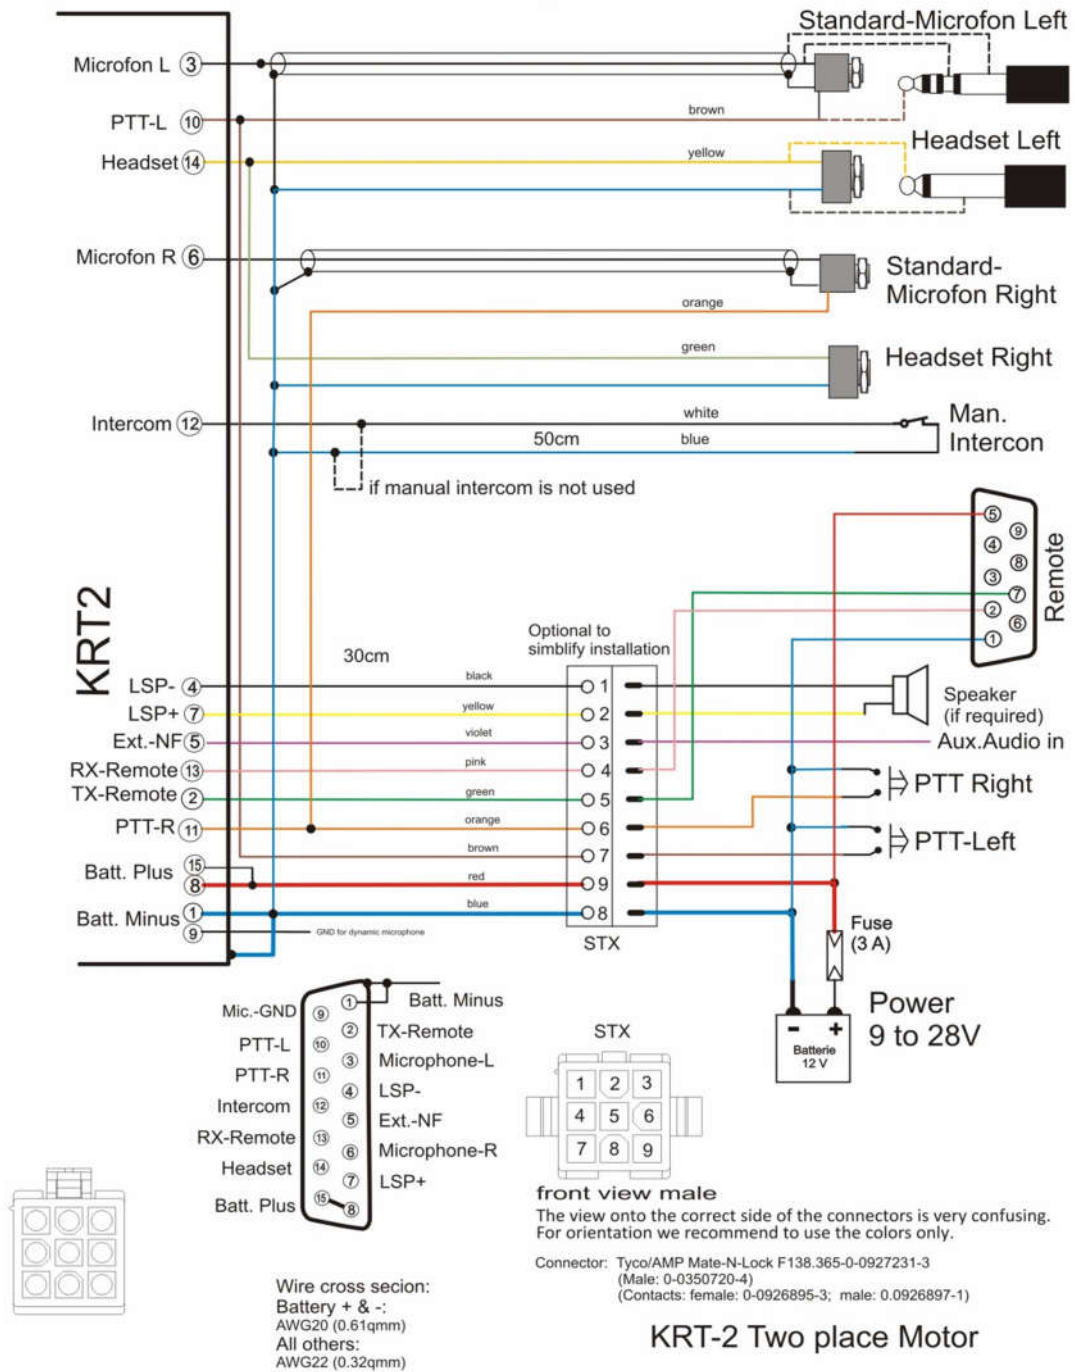 Standard-Microfon Left
Microfon L 3
brown
PTT-L 10
Headset Left
Headset 14
yellow
Microfon R 6
Standard-
Microfon Right
orange
green
Headset Right
Intercom 12
white
Man.
Intercon
50cm
blue
if manual intercom is not used
5
9
4
8
3
7
2
6
1
Remote
KRT2
Optional to
simblify installation
30cm
LSP- 4
black
1
Speaker
(if required)
LSP+ 7
yellow
2
Ext.-NF 5
violet
3
Aux.Audio in
RX-Remote 13
pink
4
PTT Right
TX-Remote 2
green
5
PTT-R 11
orange
6
PTT-Left
brown
7
Batt. Plus 15
8
red
9
Batt. Minus 1
blue
8
9
GND for dynamic microphone
STX
Fuse
(3 A)
Power
9 to 28V
- +
Batterie
12 V
Mic.-GND 9
1 Batt. Minus
PTT-L 10
2 TX-Remote
PTT-R 11
3 Microphone-L
Intercom 12
4 LSP-
RX-Remote 13
5 Ext.-NF
Headset 14
6 Microphone-R
Batt. Plus 15
7 LSP+
8
STX
1 2 3
4 5 6
7 8 9
front view male
The view onto the correct side of the connectors is very confusing.
For orientation we recommend to use the colors only.
Connector: Tyco/AMP Mate-N-Lock F138.365-0-0927231-3
(Male: 0-0350720-4)
(Contacts: female: 0-0926895-3; male: 0.0926897-1)
Wire cross secion:
Battery + & -:
AWG20 (0.61qmm)
All others:
AWG22 (0.32qmm)
KRT-2 Two place Motor